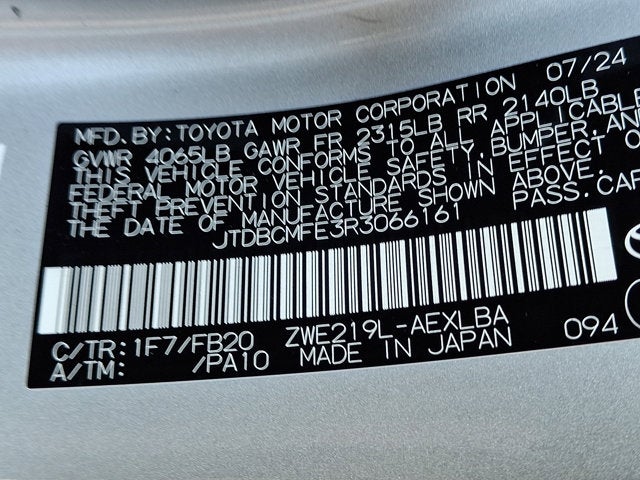 MFD.BY:TOYOTA MOTOR CORPORATION 07/24
GVWR 4065LB GAWR FR 2315LB RR 2140LB
THIS VEHICLE CONFORMS TO ALL APPLICABLE
FEDERAL MOTOR VEHICLE SAFETY, BUMPER, AND
THEFT PREVENTION STANDARDS IN EFFECT O
THE DATE OF MANUFACTURE SHOWN ABOVE.
JTDBCMFE3R3066161 PASS.CAR
C/TR: 1F7/FB20 ZWE219L-AEXLBA
A/TM: /PA10 MADE IN JAPAN 094